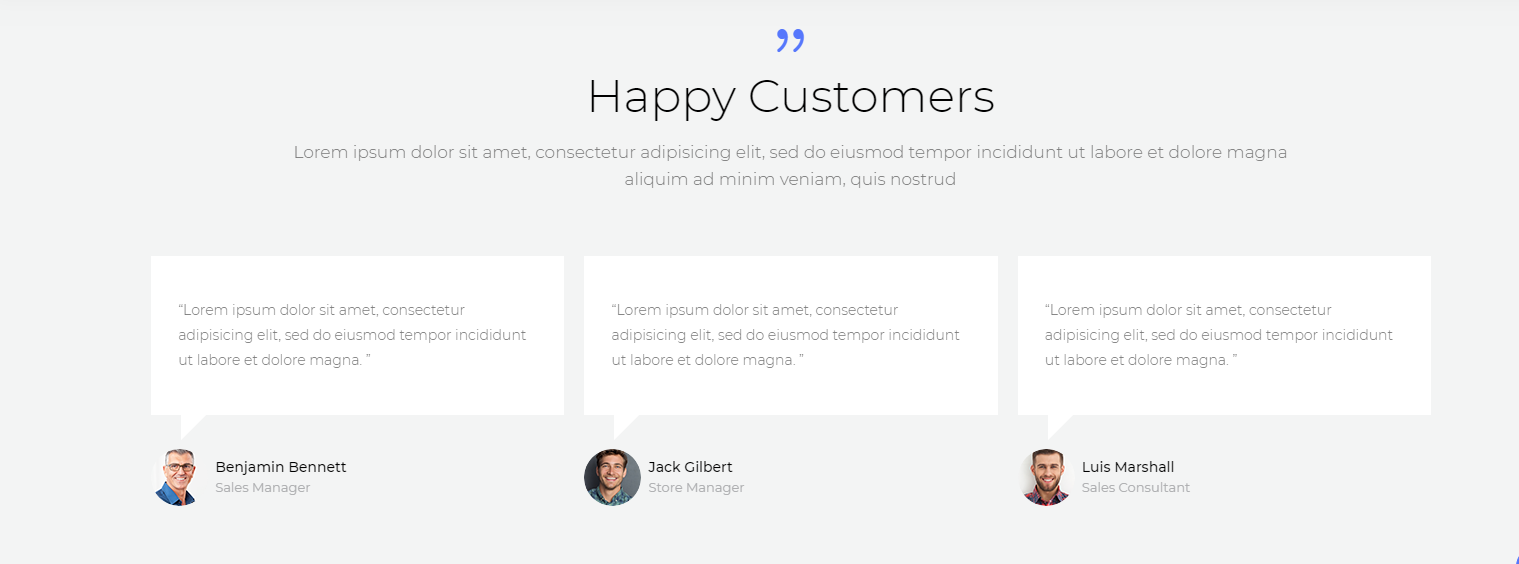 ”
Happy Customers
Lorem ipsum dolor sit amet, consectetur adipisicing elit, sed do eiusmod tempor incididunt ut labore et dolore magna
aliquim ad minim veniam, quis nostrud
“Lorem ipsum dolor sit amet, consectetur
adipisicing elit, sed do eiusmod tempor incididunt
ut labore et dolore magna. ”
Benjamin Bennett
Sales Manager
“Lorem ipsum dolor sit amet, consectetur
adipisicing elit, sed do eiusmod tempor incididunt
ut labore et dolore magna. ”
Jack Gilbert
Store Manager
“Lorem ipsum dolor sit amet, consectetur
adipisicing elit, sed do eiusmod tempor incididunt
ut labore et dolore magna. ”
Luis Marshall
Sales Consultant